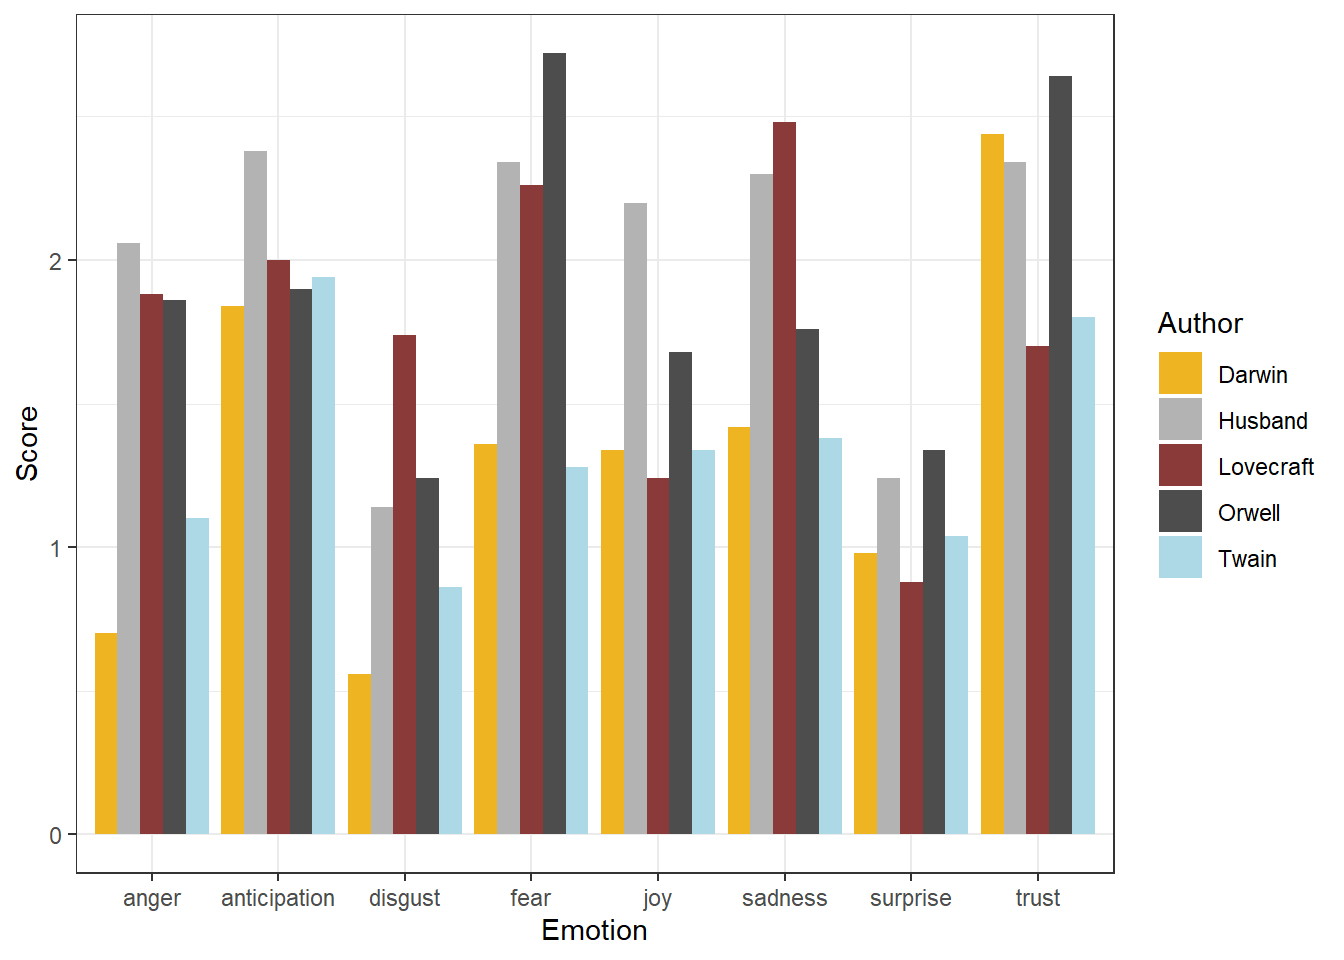 Score
2
1
0
anger anticipation disgust fear joy sadness surprise trust
Emotion
Author
Darwin
Husband
Lovecraft
Orwell
Twain